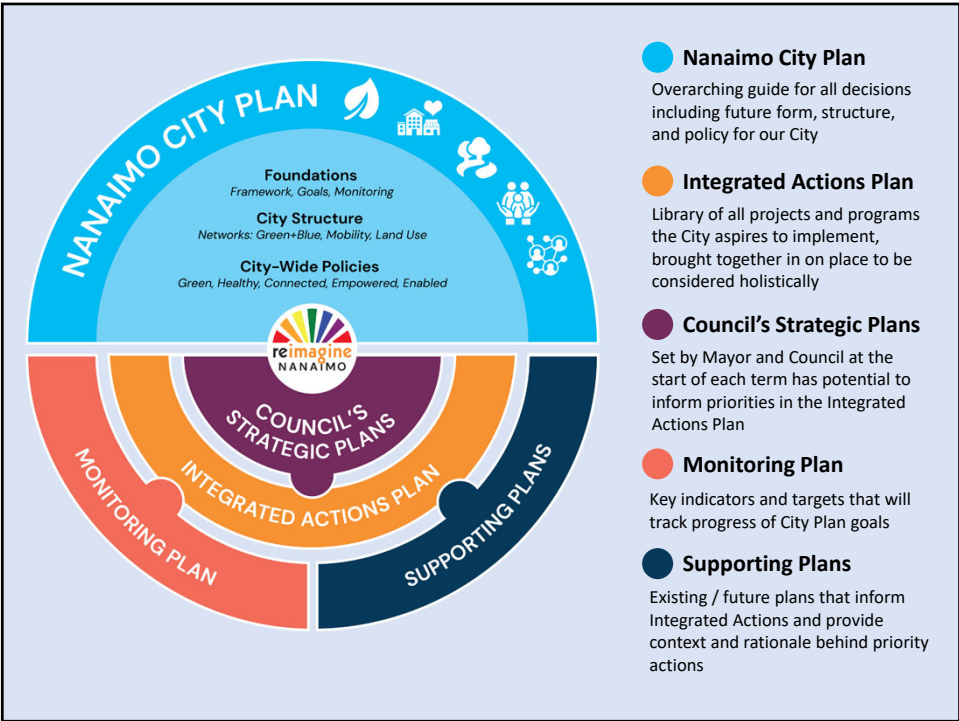 NANAIMO CITY PLAN
Foundations
Framework, Goals, Monitoring
City Structure
Networks: Green+Blue, Mobility, Land Use
City-Wide Policies
Green, Healthy, Connected, Empowered, Enabled
reimagine
NANAIMO
COUNCIL'S
STRATEGIC PLANS
INTEGRATED ACTIONS PLAN
MONITORING PLAN
SUPPORTING PLANS
Nanaimo City Plan
Overarching guide for all decisions
including future form, structure,
and policy for our City
Integrated Actions Plan
Library of all projects and programs
the City aspires to implement,
brought together in on place to be
considered holistically
Council's Strategic Plans
Set by Mayor and Council at the
start of each term has potential to
inform priorities in the Integrated
Actions Plan
Monitoring Plan
Key indicators and targets that will
track progress of City Plan goals
Supporting Plans
Existing / future plans that inform
Integrated Actions and provide
context and rationale behind priority
actions